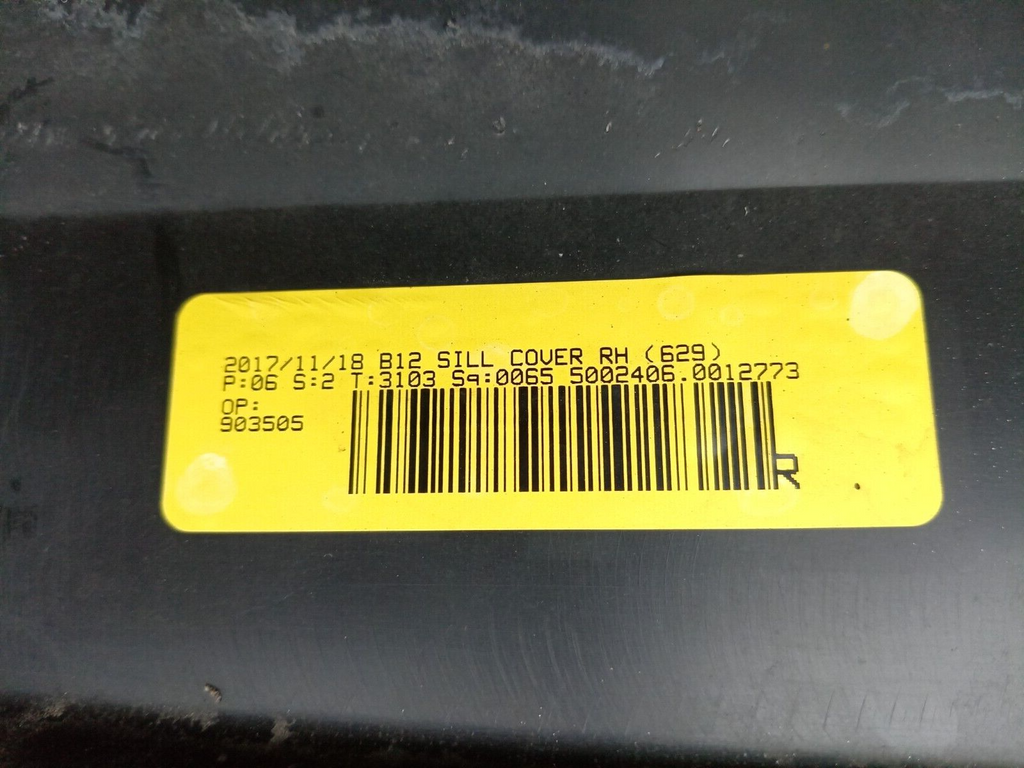 2017/11/18 B12 SILL COVER RH (629)
P:06 S:2 T:3103 Sq:0065 5002406.0012773
OP:
903505
R